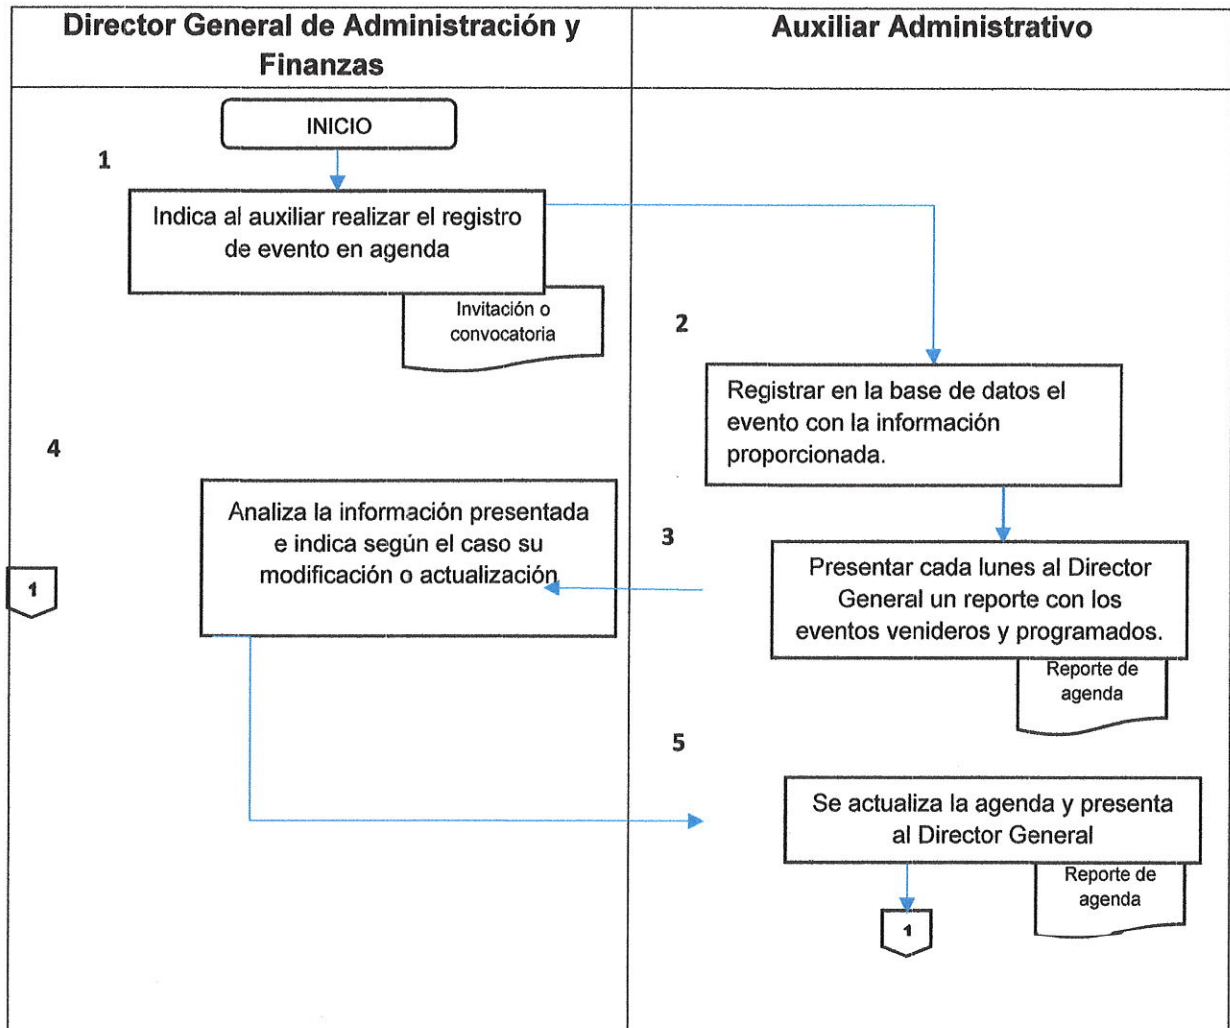 Director General de Administración y
Finanzas
Auxiliar Administrativo
INICIO
1
Indica al auxiliar realizar el registro
de evento en agenda
Invitación o
convocatoria
2
Registrar en la base de datos el
evento con la información
proporcionada.
4
Analiza la información presentada
e indica según el caso su
modificación o actualización
1
3
Presentar cada lunes al Director
General un reporte con los
eventos venideros y programados.
Reporte de
agenda
5
Se actualiza la agenda y presenta
al Director General
Reporte de
agenda
1